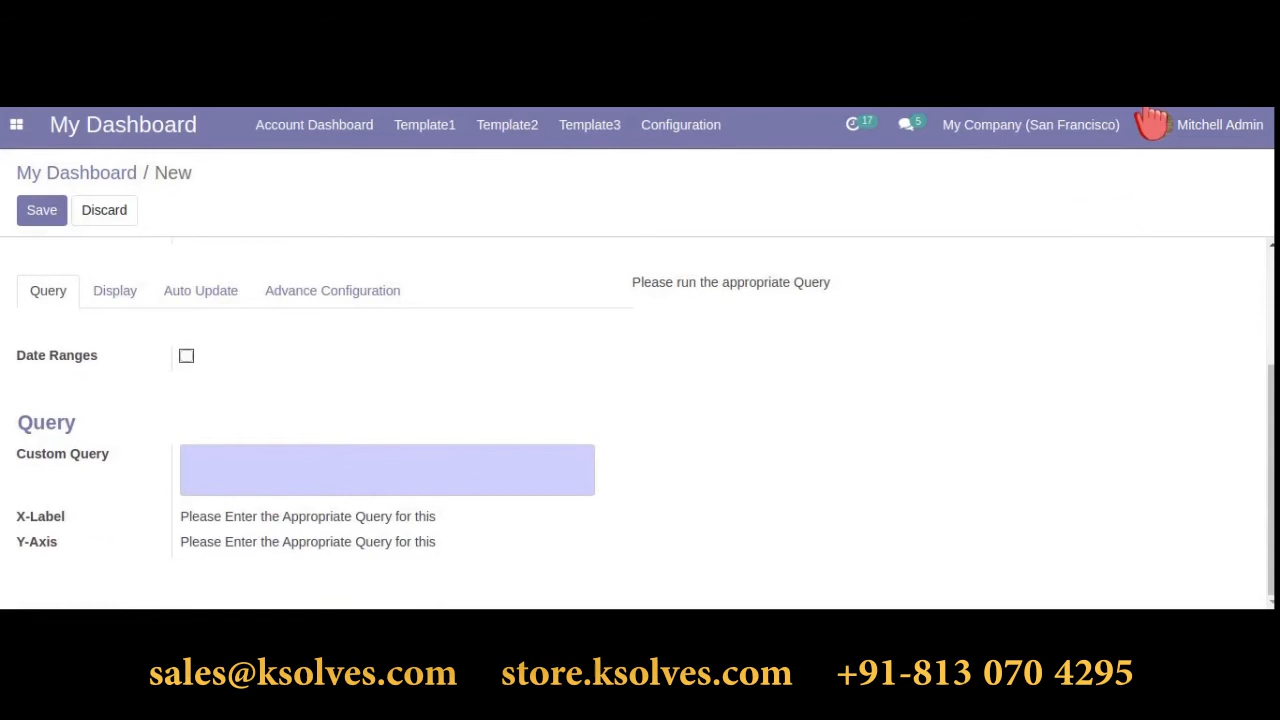 My Dashboard Account Dashboard Template1 Template2 Template3 Configuration 17 5 My Company (San Francisco) Mitchell Admin
My Dashboard / New
Save Discard
Query Display Auto Update Advance Configuration
Please run the appropriate Query
Date Ranges
Query
Custom Query
X-Label Please Enter the Appropriate Query for this
Y-Axis Please Enter the Appropriate Query for this
sales@ksolves.com store.ksolves.com +91-813 070 4295